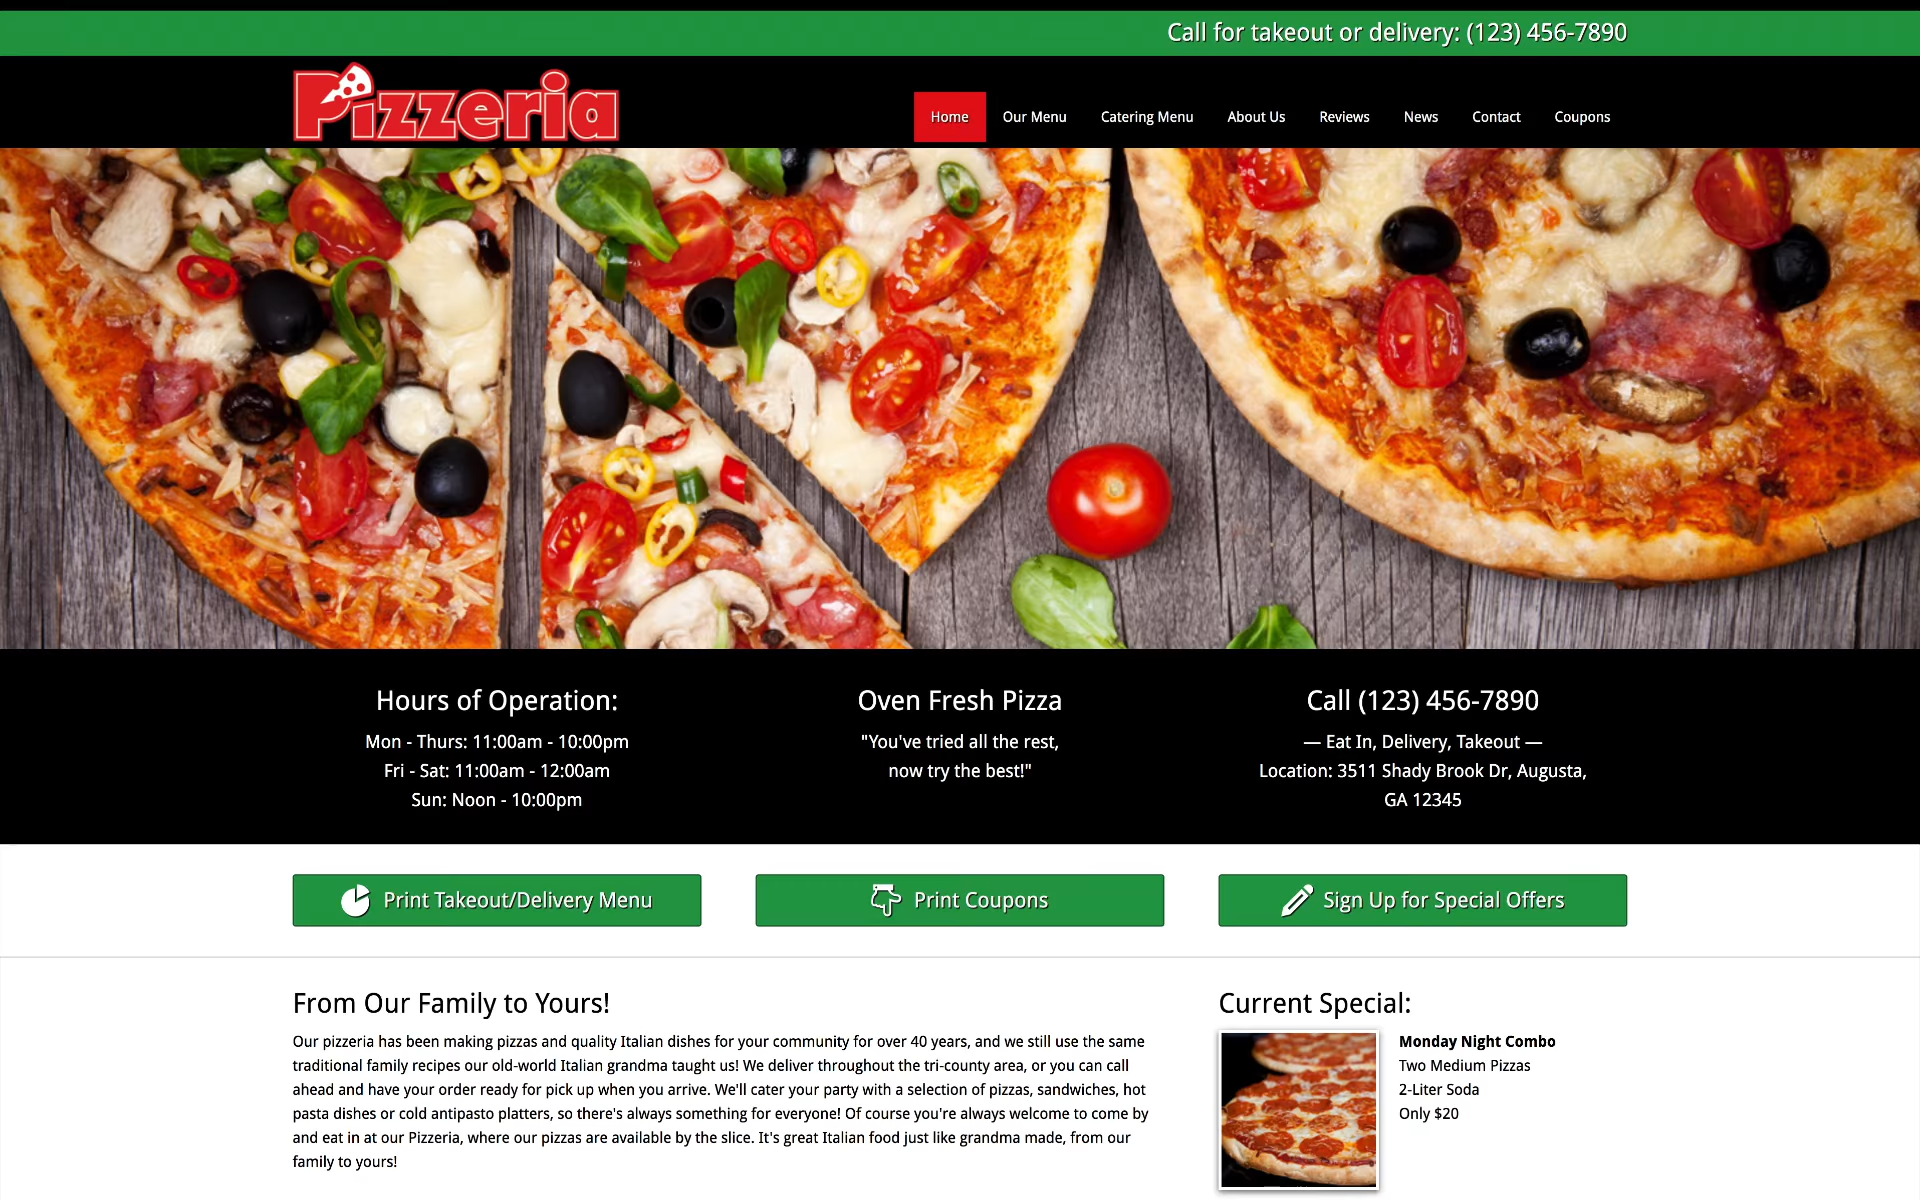 Call for takeout or delivery: (123) 456-7890
Pizzeria
Home Our Menu Catering Menu About Us Reviews News Contact Coupons
Hours of Operation:
Mon - Thurs: 11:00am - 10:00pm
Fri - Sat: 11:00am - 12:00am
Sun: Noon - 10:00pm
Oven Fresh Pizza
"You've tried all the rest,
now try the best!"
Call (123) 456-7890
— Eat In, Delivery, Takeout —
Location: 3511 Shady Brook Dr, Augusta,
GA 12345
Print Takeout/Delivery Menu
Print Coupons
Sign Up for Special Offers
From Our Family to Yours!
Our pizzeria has been making pizzas and quality Italian dishes for your community for over 40 years, and we still use the same
traditional family recipes our old-world Italian grandma taught us! We deliver throughout the tri-county area, or you can call
ahead and have your order ready for pick up when you arrive. We'll cater your party with a selection of pizzas, sandwiches, hot
pasta dishes or cold antipasto platters, so there's always something for everyone! Of course you're always welcome to come by
and eat in at our Pizzeria, where our pizzas are available by the slice. It's great Italian food just like grandma made, from our
family to yours!
Current Special:
Monday Night Combo
Two Medium Pizzas
2-Liter Soda
Only $20